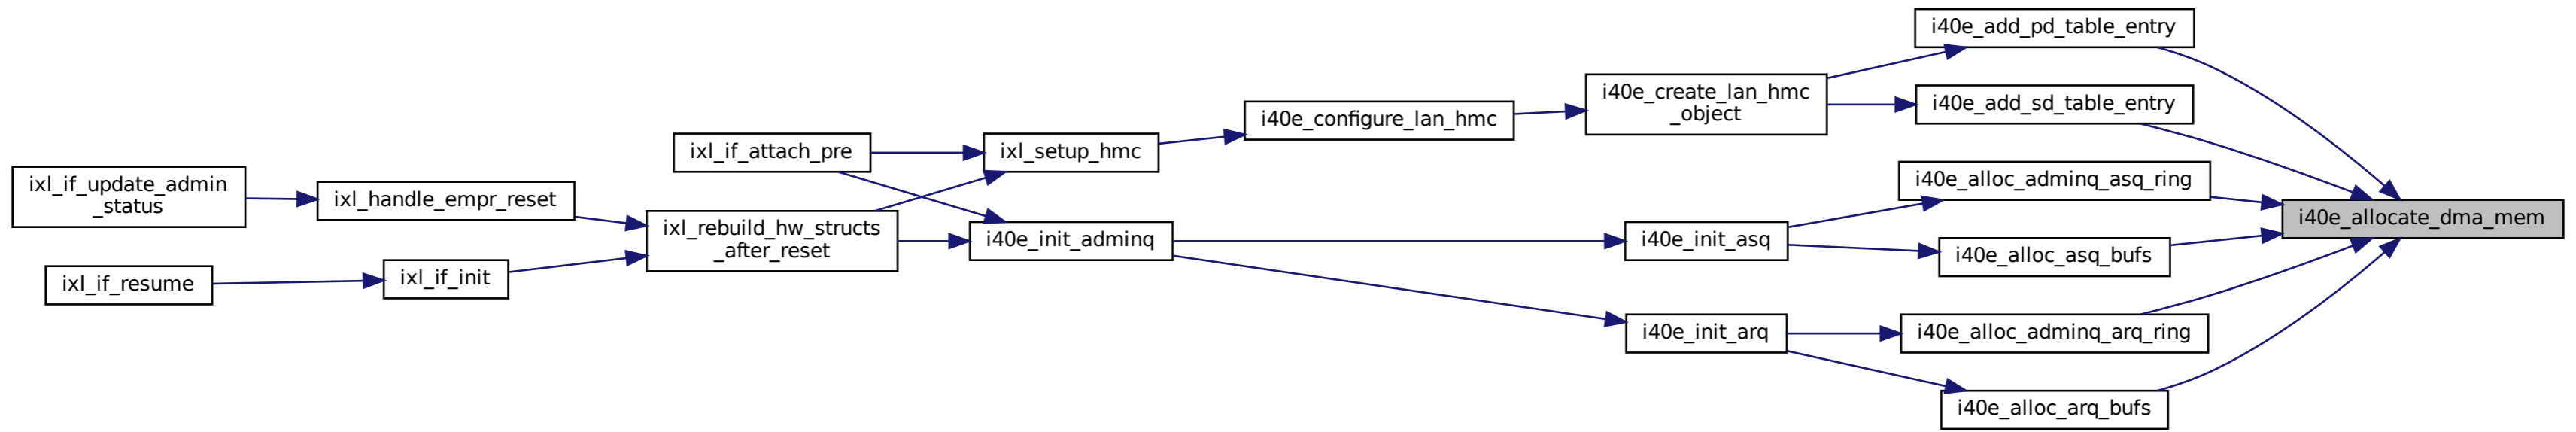 ixl_if_update_admin
_status
ixl_if_resume
ixl_handle_empr_reset
ixl_if_init
ixl_if_attach_pre
ixl_rebuild_hw_structs
_after_reset
ixl_setup_hmc
i40e_init_adminq
i40e_configure_lan_hmc
i40e_create_lan_hmc
_object
i40e_init_asq
i40e_init_arq
i40e_add_pd_table_entry
i40e_add_sd_table_entry
i40e_alloc_adminq_asq_ring
i40e_alloc_asq_bufs
i40e_alloc_adminq_arq_ring
i40e_alloc_arq_bufs
i40e_allocate_dma_mem